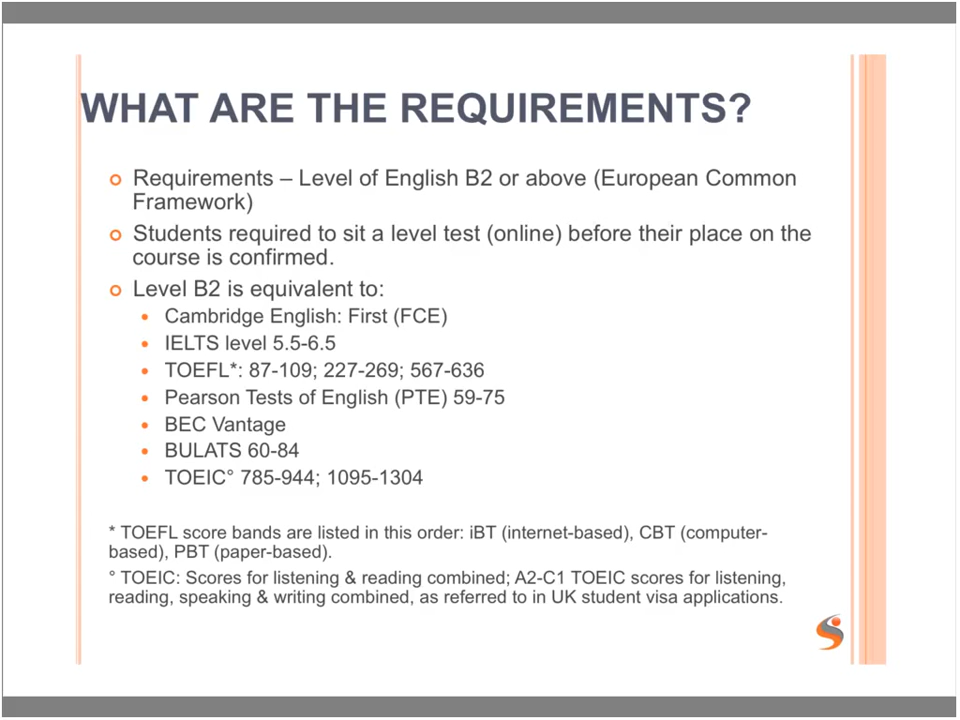 WHAT ARE THE REQUIREMENTS?
Requirements – Level of English B2 or above (European Common
Framework)
Students required to sit a level test (online) before their place on the
course is confirmed.
Level B2 is equivalent to:
Cambridge English: First (FCE)
IELTS level 5.5-6.5
TOEFL*: 87-109; 227-269; 567-636
Pearson Tests of English (PTE) 59-75
BEC Vantage
BULATS 60-84
TOEIC° 785-944; 1095-1304
* TOEFL score bands are listed in this order: iBT (internet-based), CBT (computer-
based), PBT (paper-based).
° TOEIC: Scores for listening & reading combined; A2-C1 TOEIC scores for listening,
reading, speaking & writing combined, as referred to in UK student visa applications.